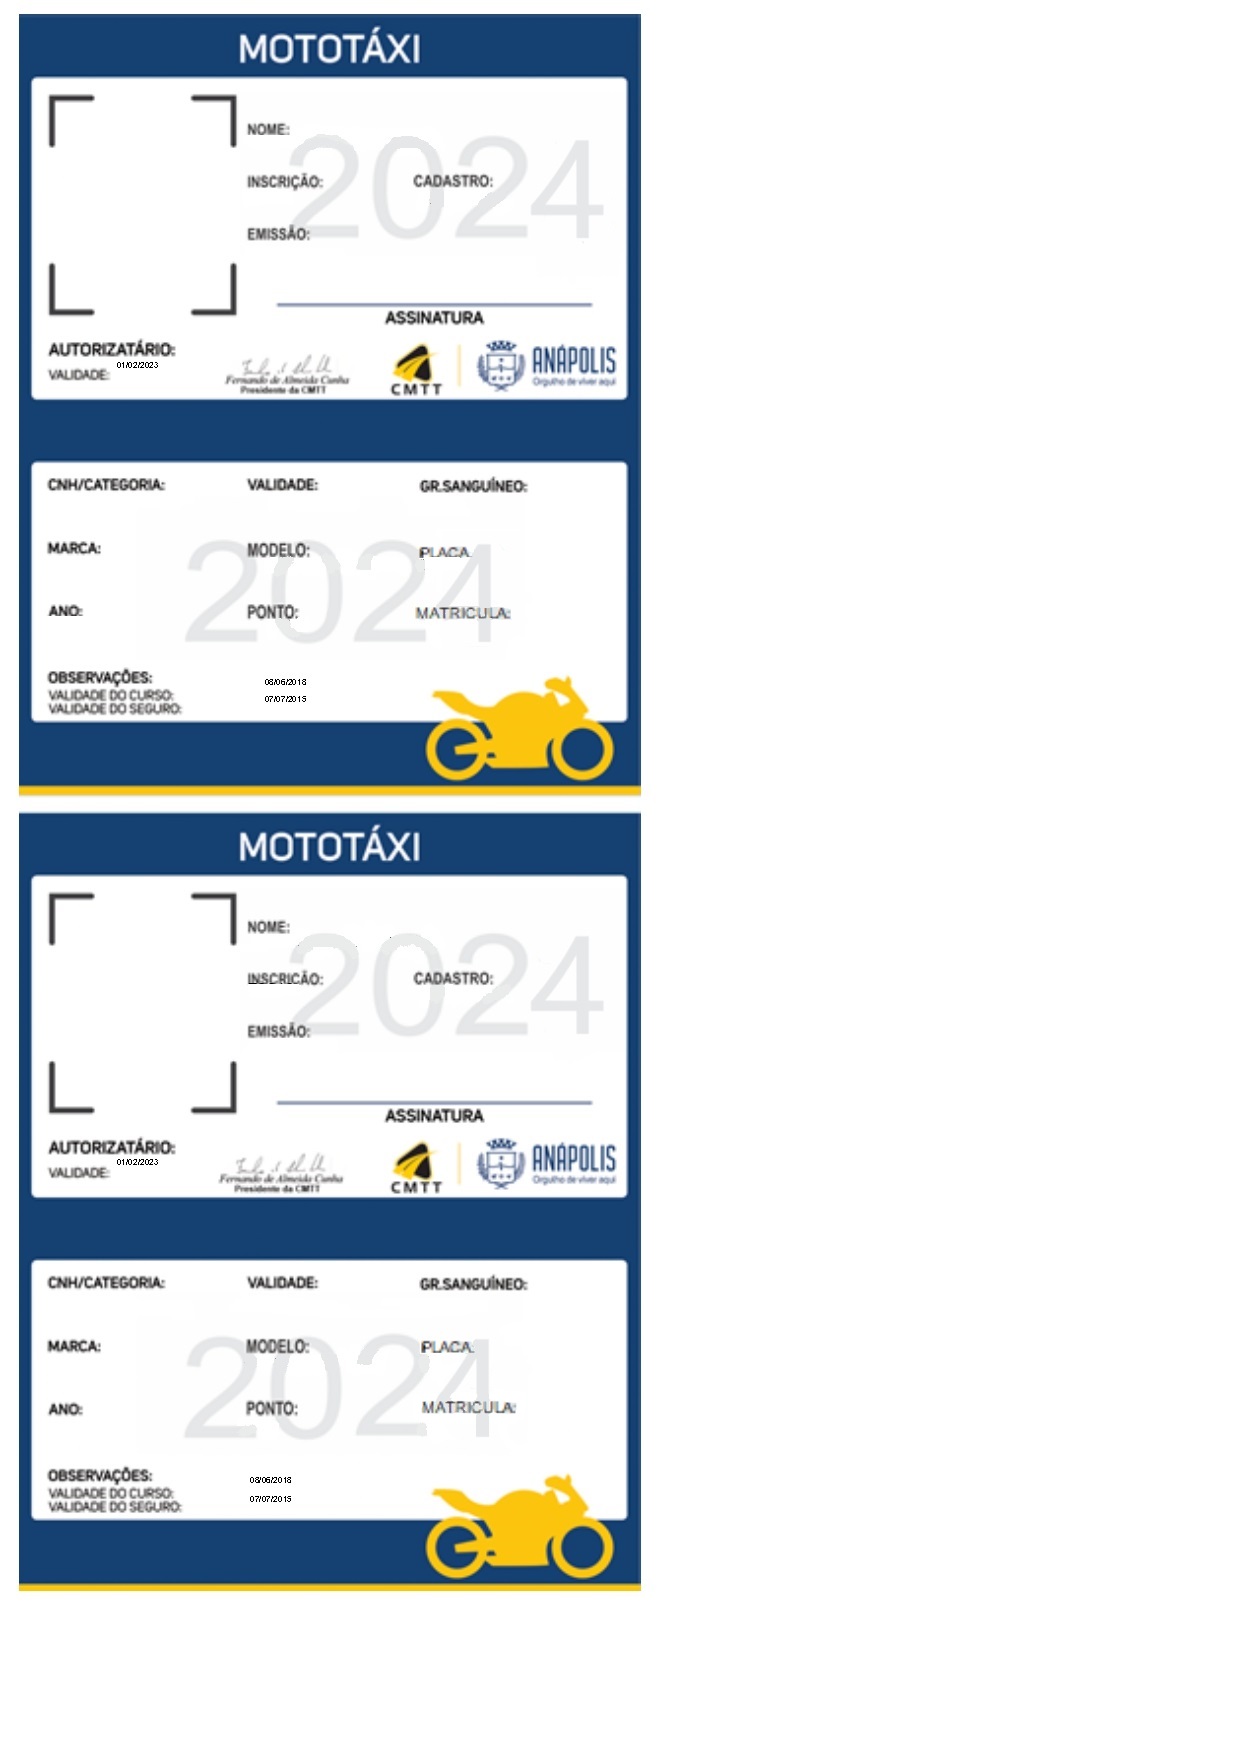 MOTOTÁXI
2024
NOME:
INSCRIÇÃO: CADASTRO:
EMISSÃO:
ASSINATURA
AUTORIZATÁRIO:
VALIDADE: 01/02/2023
Fernando de Almeida Cunha
Presidente da CMTT
CMTT
ANÁPOLIS
Orgulho de viver aqui
CNH/CATEGORIA: VALIDADE: GR.SANGUÍNEO:
2024
MARCA: MODELO: PLACA:
ANO: PONTO: MATRICULA:
OBSERVAÇÕES:
VALIDADE DO CURSO: 08/06/2018
VALIDADE DO SEGURO: 07/07/2015
MOTOTÁXI
2024
NOME:
INSCRICÃO: CADASTRO:
EMISSÃO:
ASSINATURA
AUTORIZATÁRIO:
VALIDADE: 01/02/2023
Fernando de Almeida Cunha
Presidente da CMTT
CMTT
ANÁPOLIS
Orgulho de viver aqui
CNH/CATEGORIA: VALIDADE: GR.SANGUÍNEO:
2024
MARCA: MODELO: PLACA:
ANO: PONTO: MATRICULA:
OBSERVAÇÕES:
VALIDADE DO CURSO: 08/06/2018
VALIDADE DO SEGURO: 07/07/2015